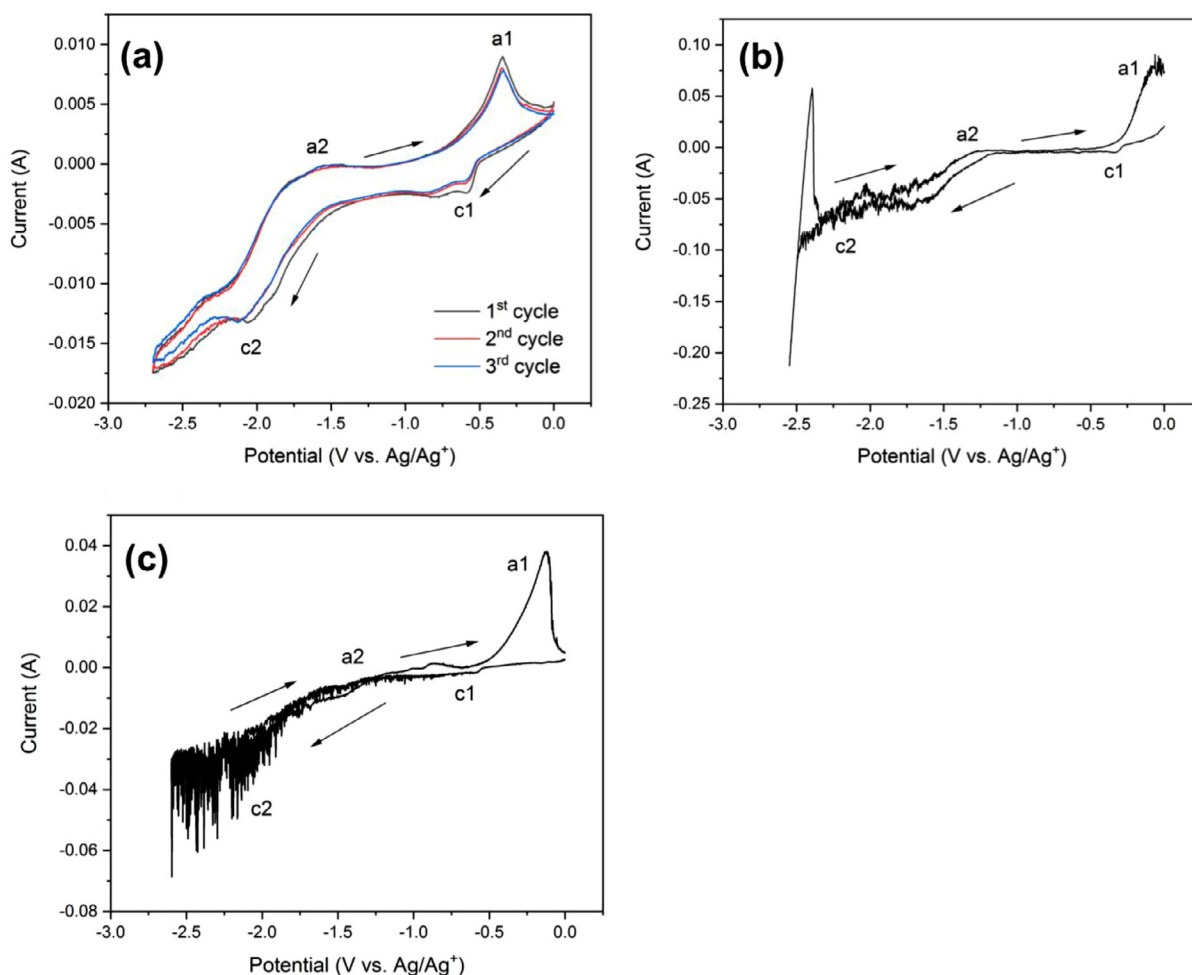 (a)
a1
a2
c1
c2
1st cycle
2nd cycle
3rd cycle
0.010
0.005
0.000
-0.005
-0.010
-0.015
-0.020
Current (A)
-3.0 -2.5 -2.0 -1.5 -1.0 -0.5 0.0
Potential (V vs. Ag/Ag+)
(b)
a1
a2
c1
c2
0.10
0.05
0.00
-0.05
-0.10
-0.15
-0.20
-0.25
Current (A)
-3.0 -2.5 -2.0 -1.5 -1.0 -0.5 0.0
Potential (V vs. Ag/Ag+)
(c)
a1
a2
c1
c2
0.04
0.02
0.00
-0.02
-0.04
-0.06
-0.08
Current (A)
-3.0 -2.5 -2.0 -1.5 -1.0 -0.5 0.0
Potential (V vs. Ag/Ag+)